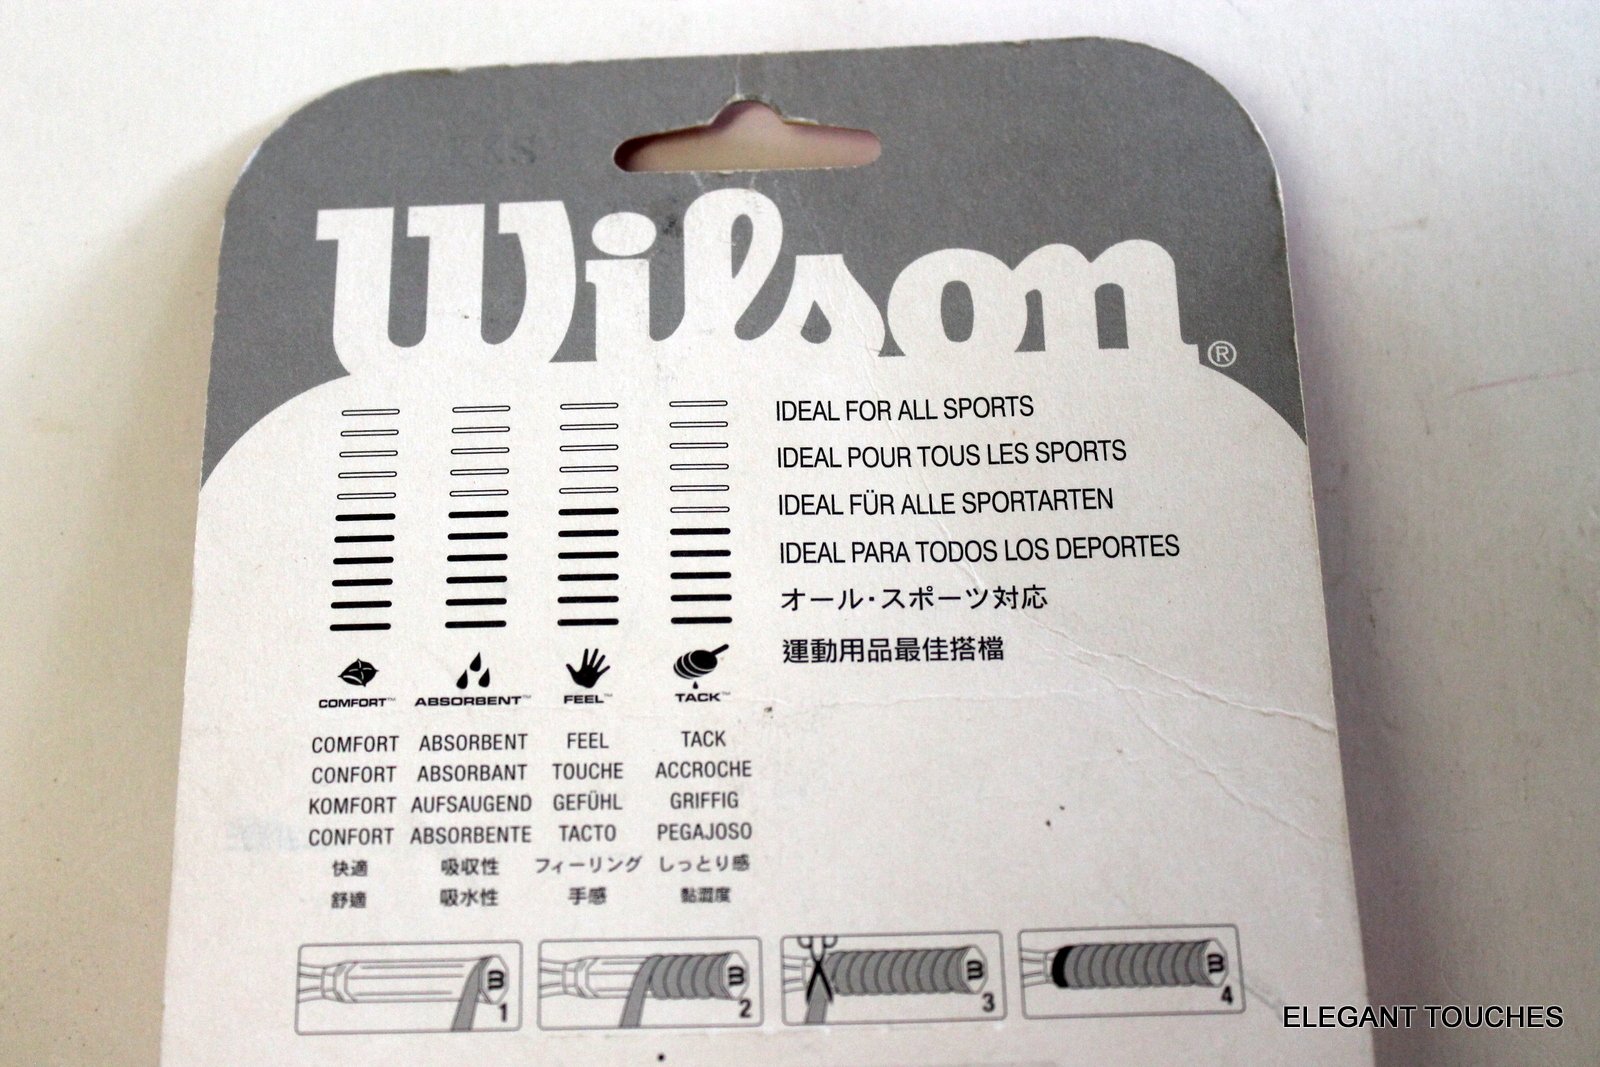 Wilson®
IDEAL FOR ALL SPORTS
IDEAL POUR TOUS LES SPORTS
IDEAL FÜR ALLE SPORTARTEN
IDEAL PARA TODOS LOS DEPORTES
オール・スポーツ対応
運動用品最佳搭檔
COMFORT™ ABSORBENT™ FEEL™ TACK™
COMFORT ABSORBENT FEEL TACK
CONFORT ABSORBANT TOUCHE ACCROCHE
KOMFORT AUFSAUGEND GEFÜHL GRIFFIG
CONFORT ABSORBENTE TACTO PEGAJOSO
快適 吸収性 フィーリング しっとり感
舒適 吸水性 手感 黏澀度
1 2 3 4
ELEGANT TOUCHES